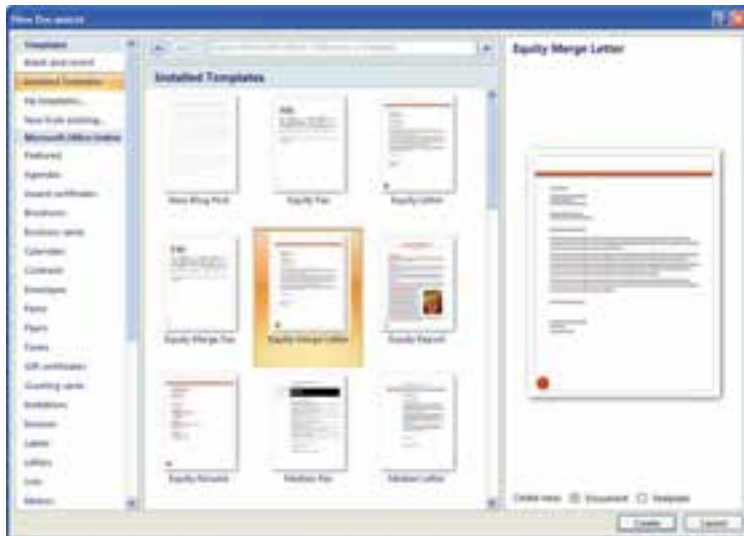 New Document
Templates
Blank and recent
Installed Templates
My templates...
New from existing...
Microsoft Office Online
Featured
Agendas
Award certificates
Brochures
Business cards
Calendars
Contracts
Envelopes
Faxes
Flyers
Forms
Gift certificates
Greeting cards
Invitations
Invoices
Labels
Letters
Lists
Memos
Installed Templates
New Blog Post
Equity Fax
Equity Letter
Equity Merge Fax
Equity Merge Letter
Equity Report
Equity Resume
Median Fax
Median Letter
Equity Merge Letter
Create new: Document Template
Create Cancel